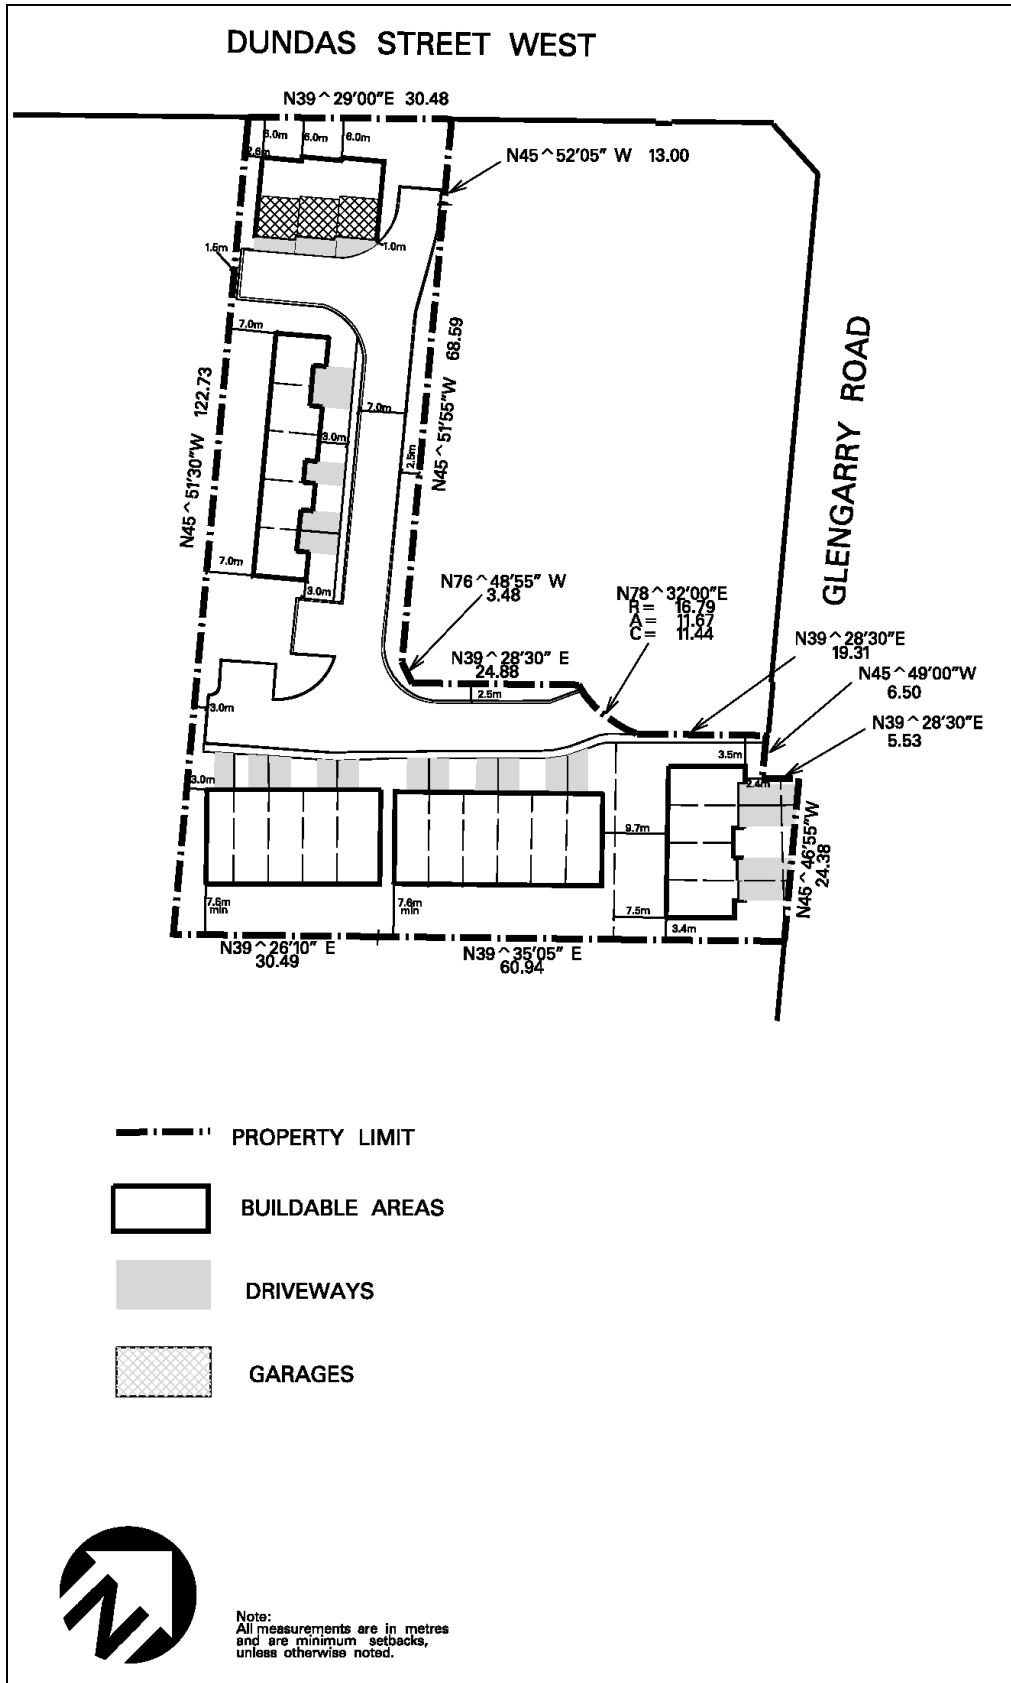 DUNDAS STREET WEST
N39^29'00"E 30.48
6.0m
6.0m
6.0m
2.6m
N45^52'05" W 13.00
1.5m
1.0m
7.0m
N45^51'30"W 122.73
7.0m
3.0m
2.5m
N45^51'55"W 68.59
GLENGARRY ROAD
7.0m
3.0m
N76^48'55" W
3.48
N78^32'00"E
R= 16.79
A= 11.67
C= 11.44
N39^28'30" E
24.88
2.5m
N39^28'30"E
19.31
N45^49'00"W
6.50
N39^28'30"E
5.53
3.0m
3.5m
3.0m
2.4m
9.7m
N45^46'55"W
24.38
7.5m
min
7.6m
min
7.5m
3.4m
N39^26'10" E
30.49
N39^35'05" E
60.94
PROPERTY LIMIT
BUILDABLE AREAS
DRIVEWAYS
GARAGES
N
Note:
All measurements are in metres
and are minimum setbacks,
unless otherwise noted.